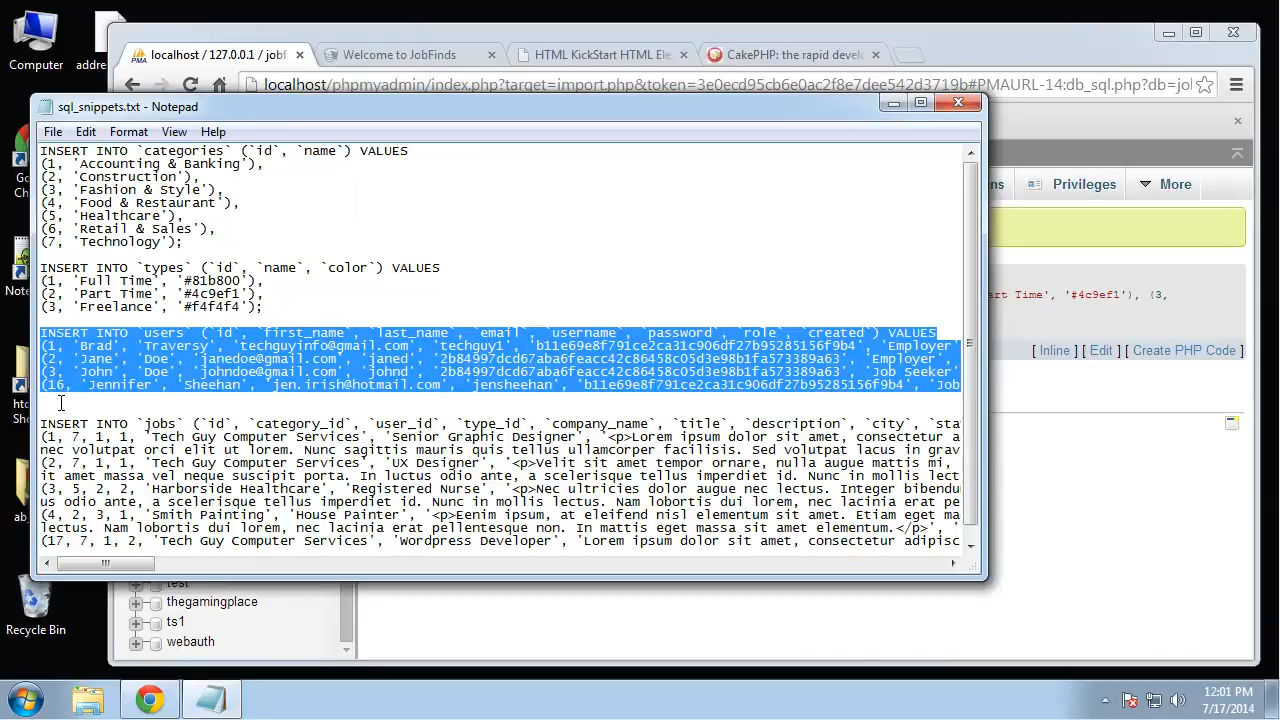 Computer
addre
localhost / 127.0.0.1 / jobf
Welcome to JobFinds
HTML KickStart HTML Ele
CakePHP: the rapid develo
localhost/phpmyadmin/index.php?target=import.php&token=3e0ecd95cb6e0ac2f8e7dee542d3719b#PMAURL-14:db_sql.php?db=jol
sql_snippets.txt - Notepad
File Edit Format View Help
INSERT INTO `categories` (`id`, `name`) VALUES
(1, 'Accounting & Banking'),
(2, 'Construction'),
(3, 'Fashion & Style'),
(4, 'Food & Restaurant'),
(5, 'Healthcare'),
(6, 'Retail & Sales'),
(7, 'Technology');
INSERT INTO `types` (`id`, `name`, `color`) VALUES
(1, 'Full Time', '#81b800'),
(2, 'Part Time', '#4c9ef1'),
(3, 'Freelance', '#f4f4f4');
INSERT INTO `users` (`id`, `first_name`, `last_name`, `email`, `username`, `password`, `role`, `created`) VALUES
(1, 'Brad', 'Traversy', 'techguyinfo@gmail.com', 'techguy1', 'b11e69e8f791ce2ca31c906df27b95285156f9b4', 'Employer'
(2, 'Jane', 'Doe', 'janedoe@gmail.com', 'janed', '2b84997dcd67aba6feacc42c86458c05d3e98b1fa573389a63', 'Employer',
(3, 'John', 'Doe', 'johndoe@gmail.com', 'johnd', '2b84997dcd67aba6feacc42c86458c05d3e98b1fa573389a63', 'Job Seeker'
(16, 'Jennifer', 'Sheehan', 'jen.irish@hotmail.com', 'jensheehan', 'b11e69e8f791ce2ca31c906df27b95285156f9b4', 'Job
INSERT INTO `jobs` (`id`, `category_id`, `user_id`, `type_id`, `company_name`, `title`, `description`, `city`, `sta
(1, 7, 1, 1, 'Tech Guy Computer Services', 'Senior Graphic Designer', '<p>Lorem ipsum dolor sit amet, consectetur a
nec volutpat orci elit ut lorem. Nunc sagittis mauris quis tellus ullamcorper facilisis. Sed volutpat lacus in grav
(2, 7, 1, 1, 'Tech Guy Computer Services', 'UX Designer', '<p>Velit sit amet tempor ornare, nulla augue mattis mi,
it amet massa vel neque suscipit porta. In luctus odio ante, a scelerisque tellus imperdiet id. Nunc in mollis lect
(3, 5, 2, 2, 'Harborside Healthcare', 'Registered Nurse', '<p>Nec ultricies dolor augue nec lectus. Integer bibendu
us odio ante, a scelerisque tellus imperdiet id. Nunc in mollis lectus. Nam lobortis dui lorem, nec lacinia erat pe
(4, 2, 3, 1, 'Smith Painting', 'House Painter', '<p>Eenim ipsum, at eleifend nisl elementum sit amet. Etiam eget ma
lectus. Nam lobortis dui lorem, nec lacinia erat pellentesque non. In mattis eget massa sit amet elementum.</p>', '
(17, 7, 1, 2, 'Tech Guy Computer Services', 'Wordpress Developer', 'Lorem ipsum dolor sit amet, consectetur adipisc
ns Privileges More
art Time', '#4c9ef1'), (3,
[ Inline ] [ Edit ] [ Create PHP Code ]
Go
Ch
Note
htc
Sho
ab_
test
thegamingplace
ts1
webauth
Recycle Bin
12:01 PM
7/17/2014